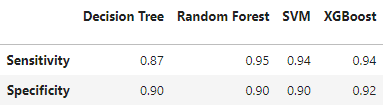 Decision Tree Random Forest SVM XGBoost
Sensitivity 0.87 0.95 0.94 0.94
Specificity 0.90 0.90 0.90 0.92